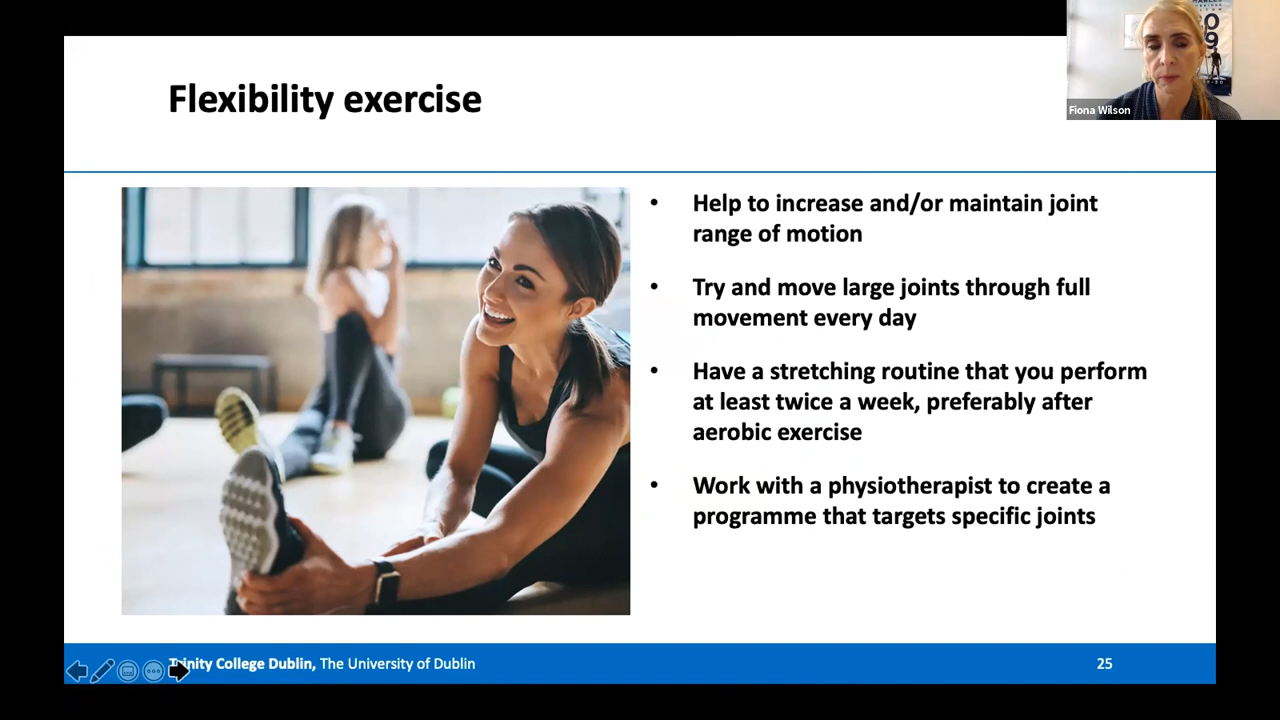 Flexibility exercise
Fiona Wilson
• Help to increase and/or maintain joint
range of motion
• Try and move large joints through full
movement every day
• Have a stretching routine that you perform
at least twice a week, preferably after
aerobic exercise
• Work with a physiotherapist to create a
programme that targets specific joints
Trinity College Dublin, The University of Dublin
25